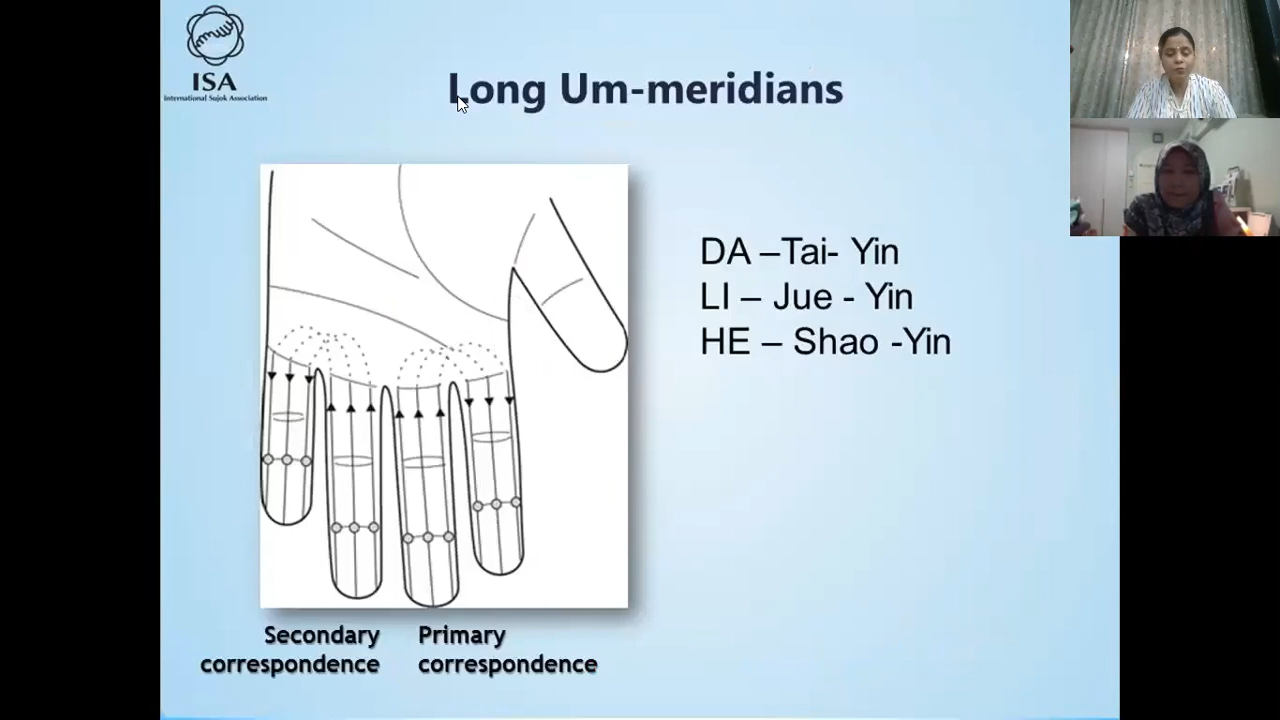 ISA
International Sujok Association
Long Um-meridians
DA –Tai- Yin
LI – Jue - Yin
HE – Shao -Yin
Secondary
correspondence
Primary
correspondence